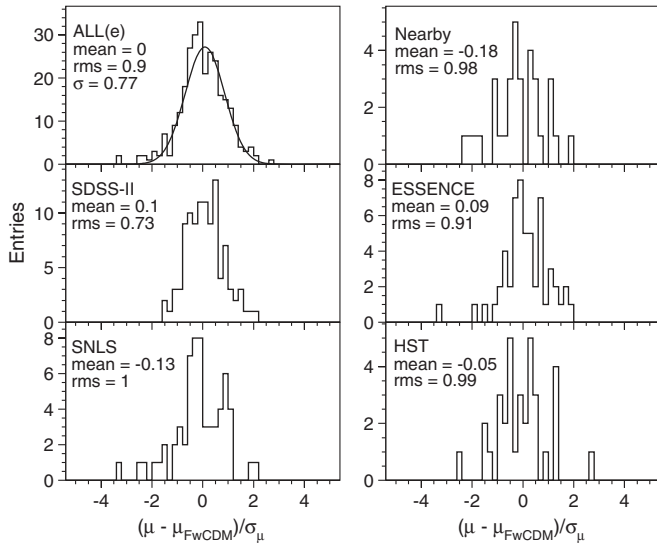 ALL(e)
mean = 0
rms = 0.9
σ = 0.77
30
20
10
0
Nearby
mean = -0.18
rms = 0.98
4
2
0
Entries
SDSS-II
mean = 0.1
rms = 0.73
10
5
0
ESSENCE
mean = 0.09
rms = 0.91
8
6
4
2
0
SNLS
mean = -0.13
rms = 1
8
6
4
2
0
HST
mean = -0.05
rms = 0.99
4
2
0
-4 -2 0 2 4
-4 -2 0 2 4
(μ - μFwCDM)/σμ
(μ - μFwCDM)/σμ